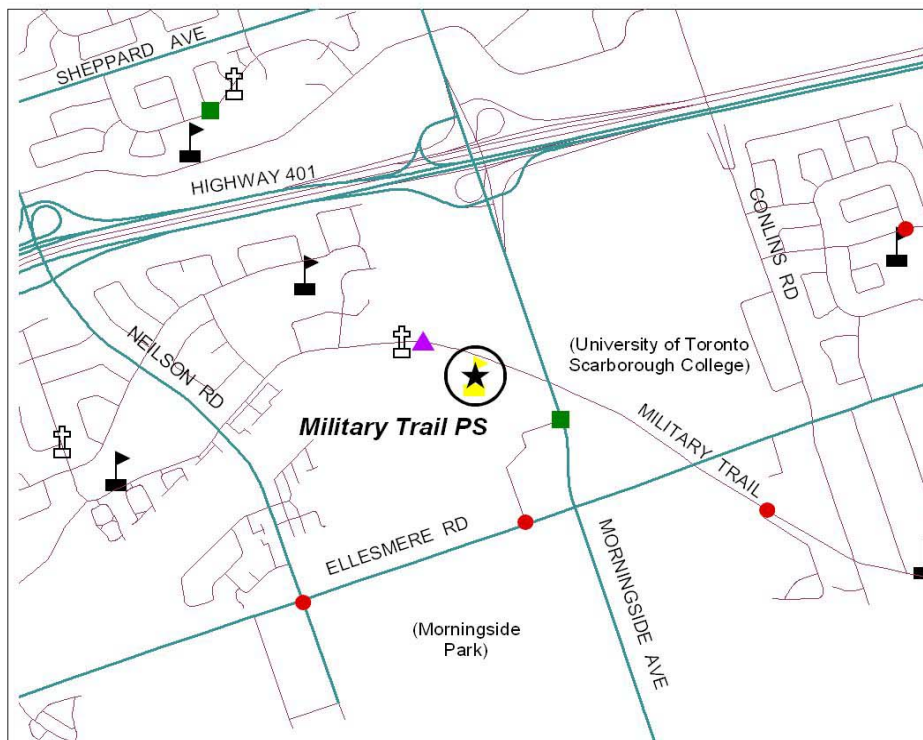 SHEPPARD AVE
HIGHWAY 401
CONLINS RD
NEILSON RD
(University of Toronto
Scarborough College)
Military Trail PS
MILITARY TRAIL
ELLESMERE RD
MORNINGSIDE AVE
(Morningside
Park)